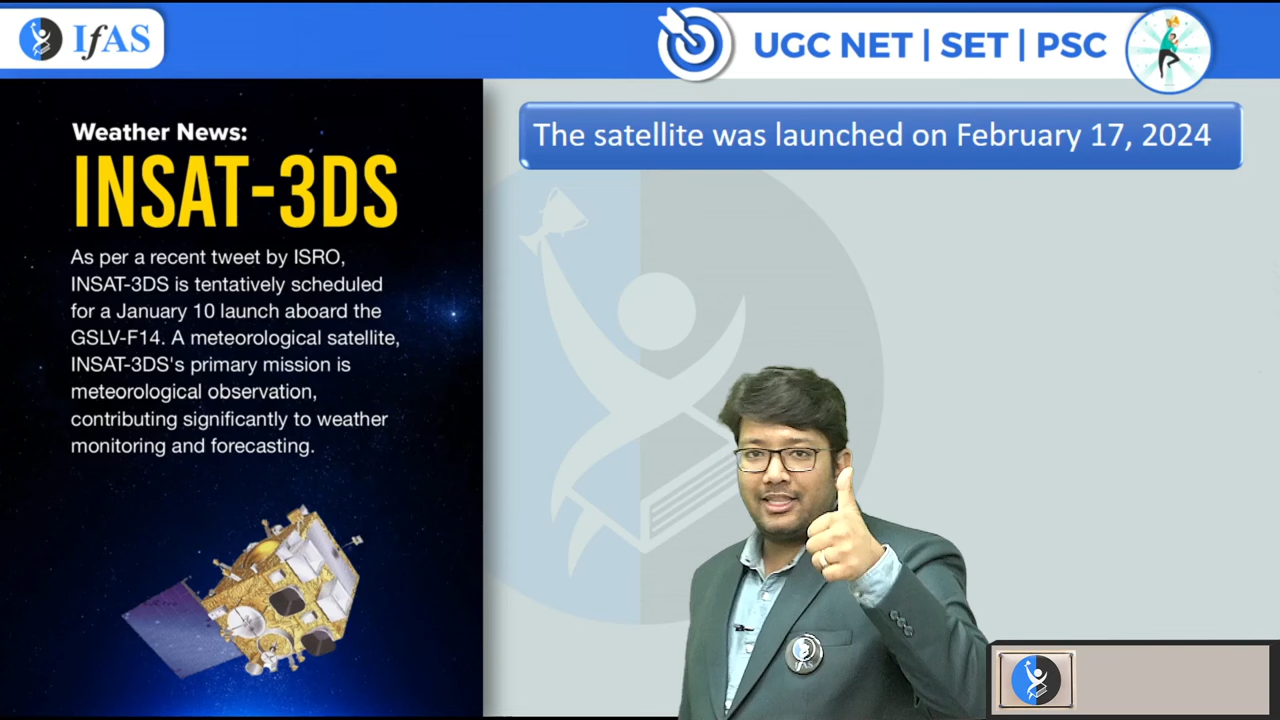 IfAS
UGC NET | SET | PSC
Weather News:
INSAT-3DS
As per a recent tweet by ISRO,
INSAT-3DS is tentatively scheduled
for a January 10 launch aboard the
GSLV-F14. A meteorological satellite,
INSAT-3DS's primary mission is
meteorological observation,
contributing significantly to weather
monitoring and forecasting.
The satellite was launched on February 17, 2024
IfAS